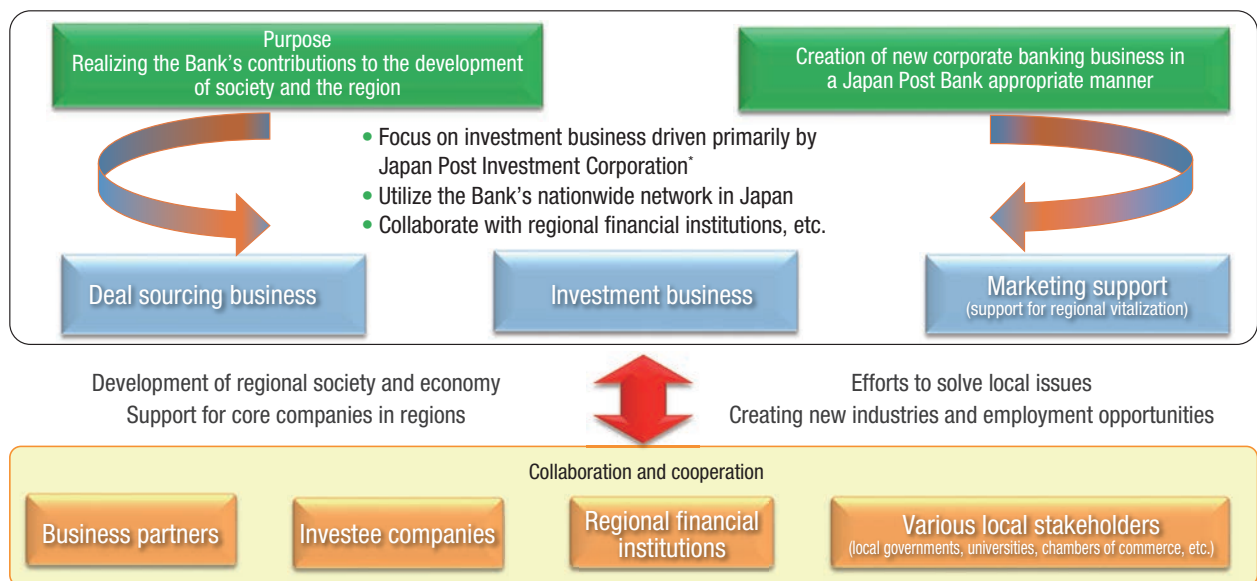 Purpose
Realizing the Bank's contributions to the development
of society and the region
Creation of new corporate banking business in
a Japan Post Bank appropriate manner
• Focus on investment business driven primarily by
Japan Post Investment Corporation*
• Utilize the Bank's nationwide network in Japan
• Collaborate with regional financial institutions, etc.
Deal sourcing business
Investment business
Marketing support
(support for regional vitalization)
Development of regional society and economy
Support for core companies in regions
Efforts to solve local issues
Creating new industries and employment opportunities
Collaboration and cooperation
Business partners
Investee companies
Regional financial
institutions
Various local stakeholders
(local governments, universities, chambers of commerce, etc.)